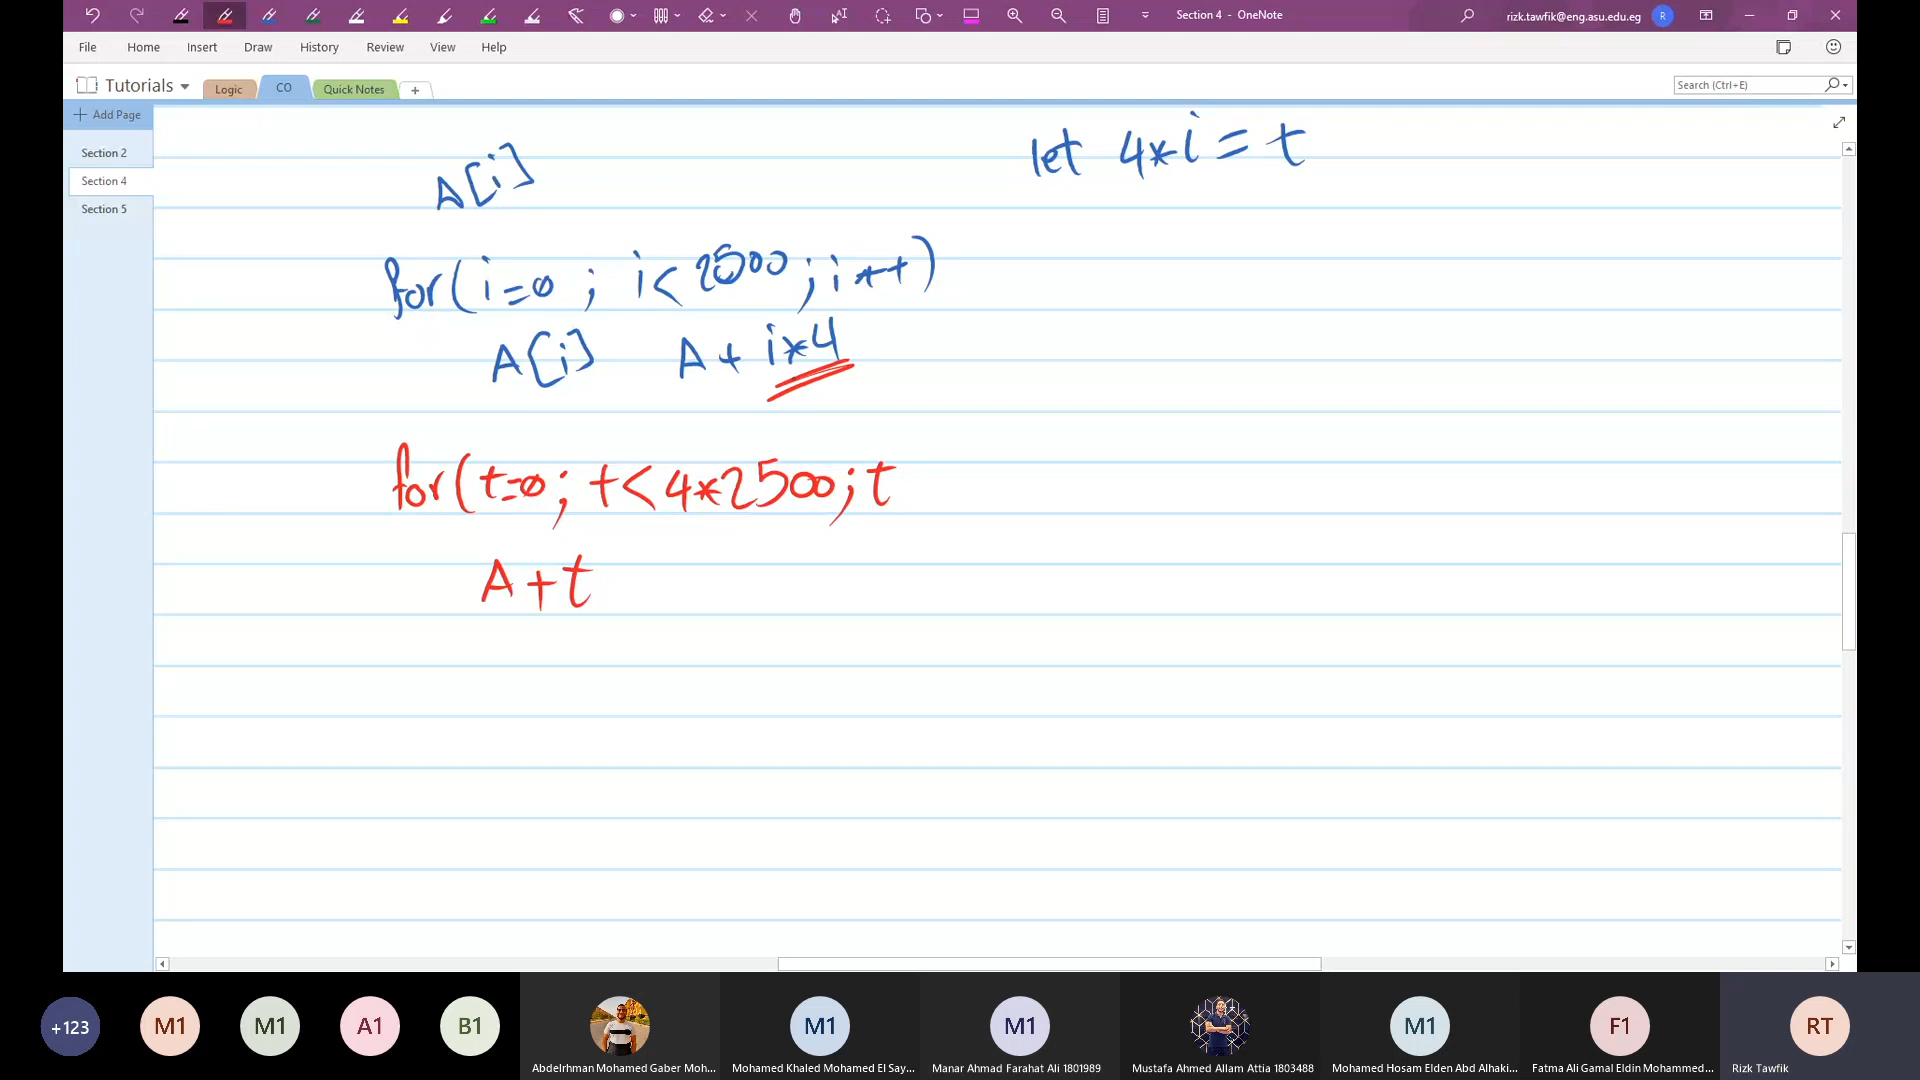 Section 4 - OneNote
rizk.tawfik@eng.asu.edu.eg R
File Home Insert Draw History Review View Help
Tutorials Logic CO Quick Notes +
Search (Ctrl+E)
Add Page
Section 2
Section 4
Section 5
let 4*i = t
A[i]
for(i=0 ; i<2500 ; i++)
A[i] A + i*4
for(t=0; t<4*2500; t
A+t
+123 M1 M1 A1 B1 M1 M1 M1 F1 RT
Abdelrhman Mohamed Gaber Moh... Mohamed Khaled Mohamed El Say... Manar Ahmad Farahat Ali 1801989 Mustafa Ahmed Allam Attia 1803488 Mohamed Hosam Elden Abd Alhaki... Fatma Ali Gamal Eldin Mohammed... Rizk Tawfik